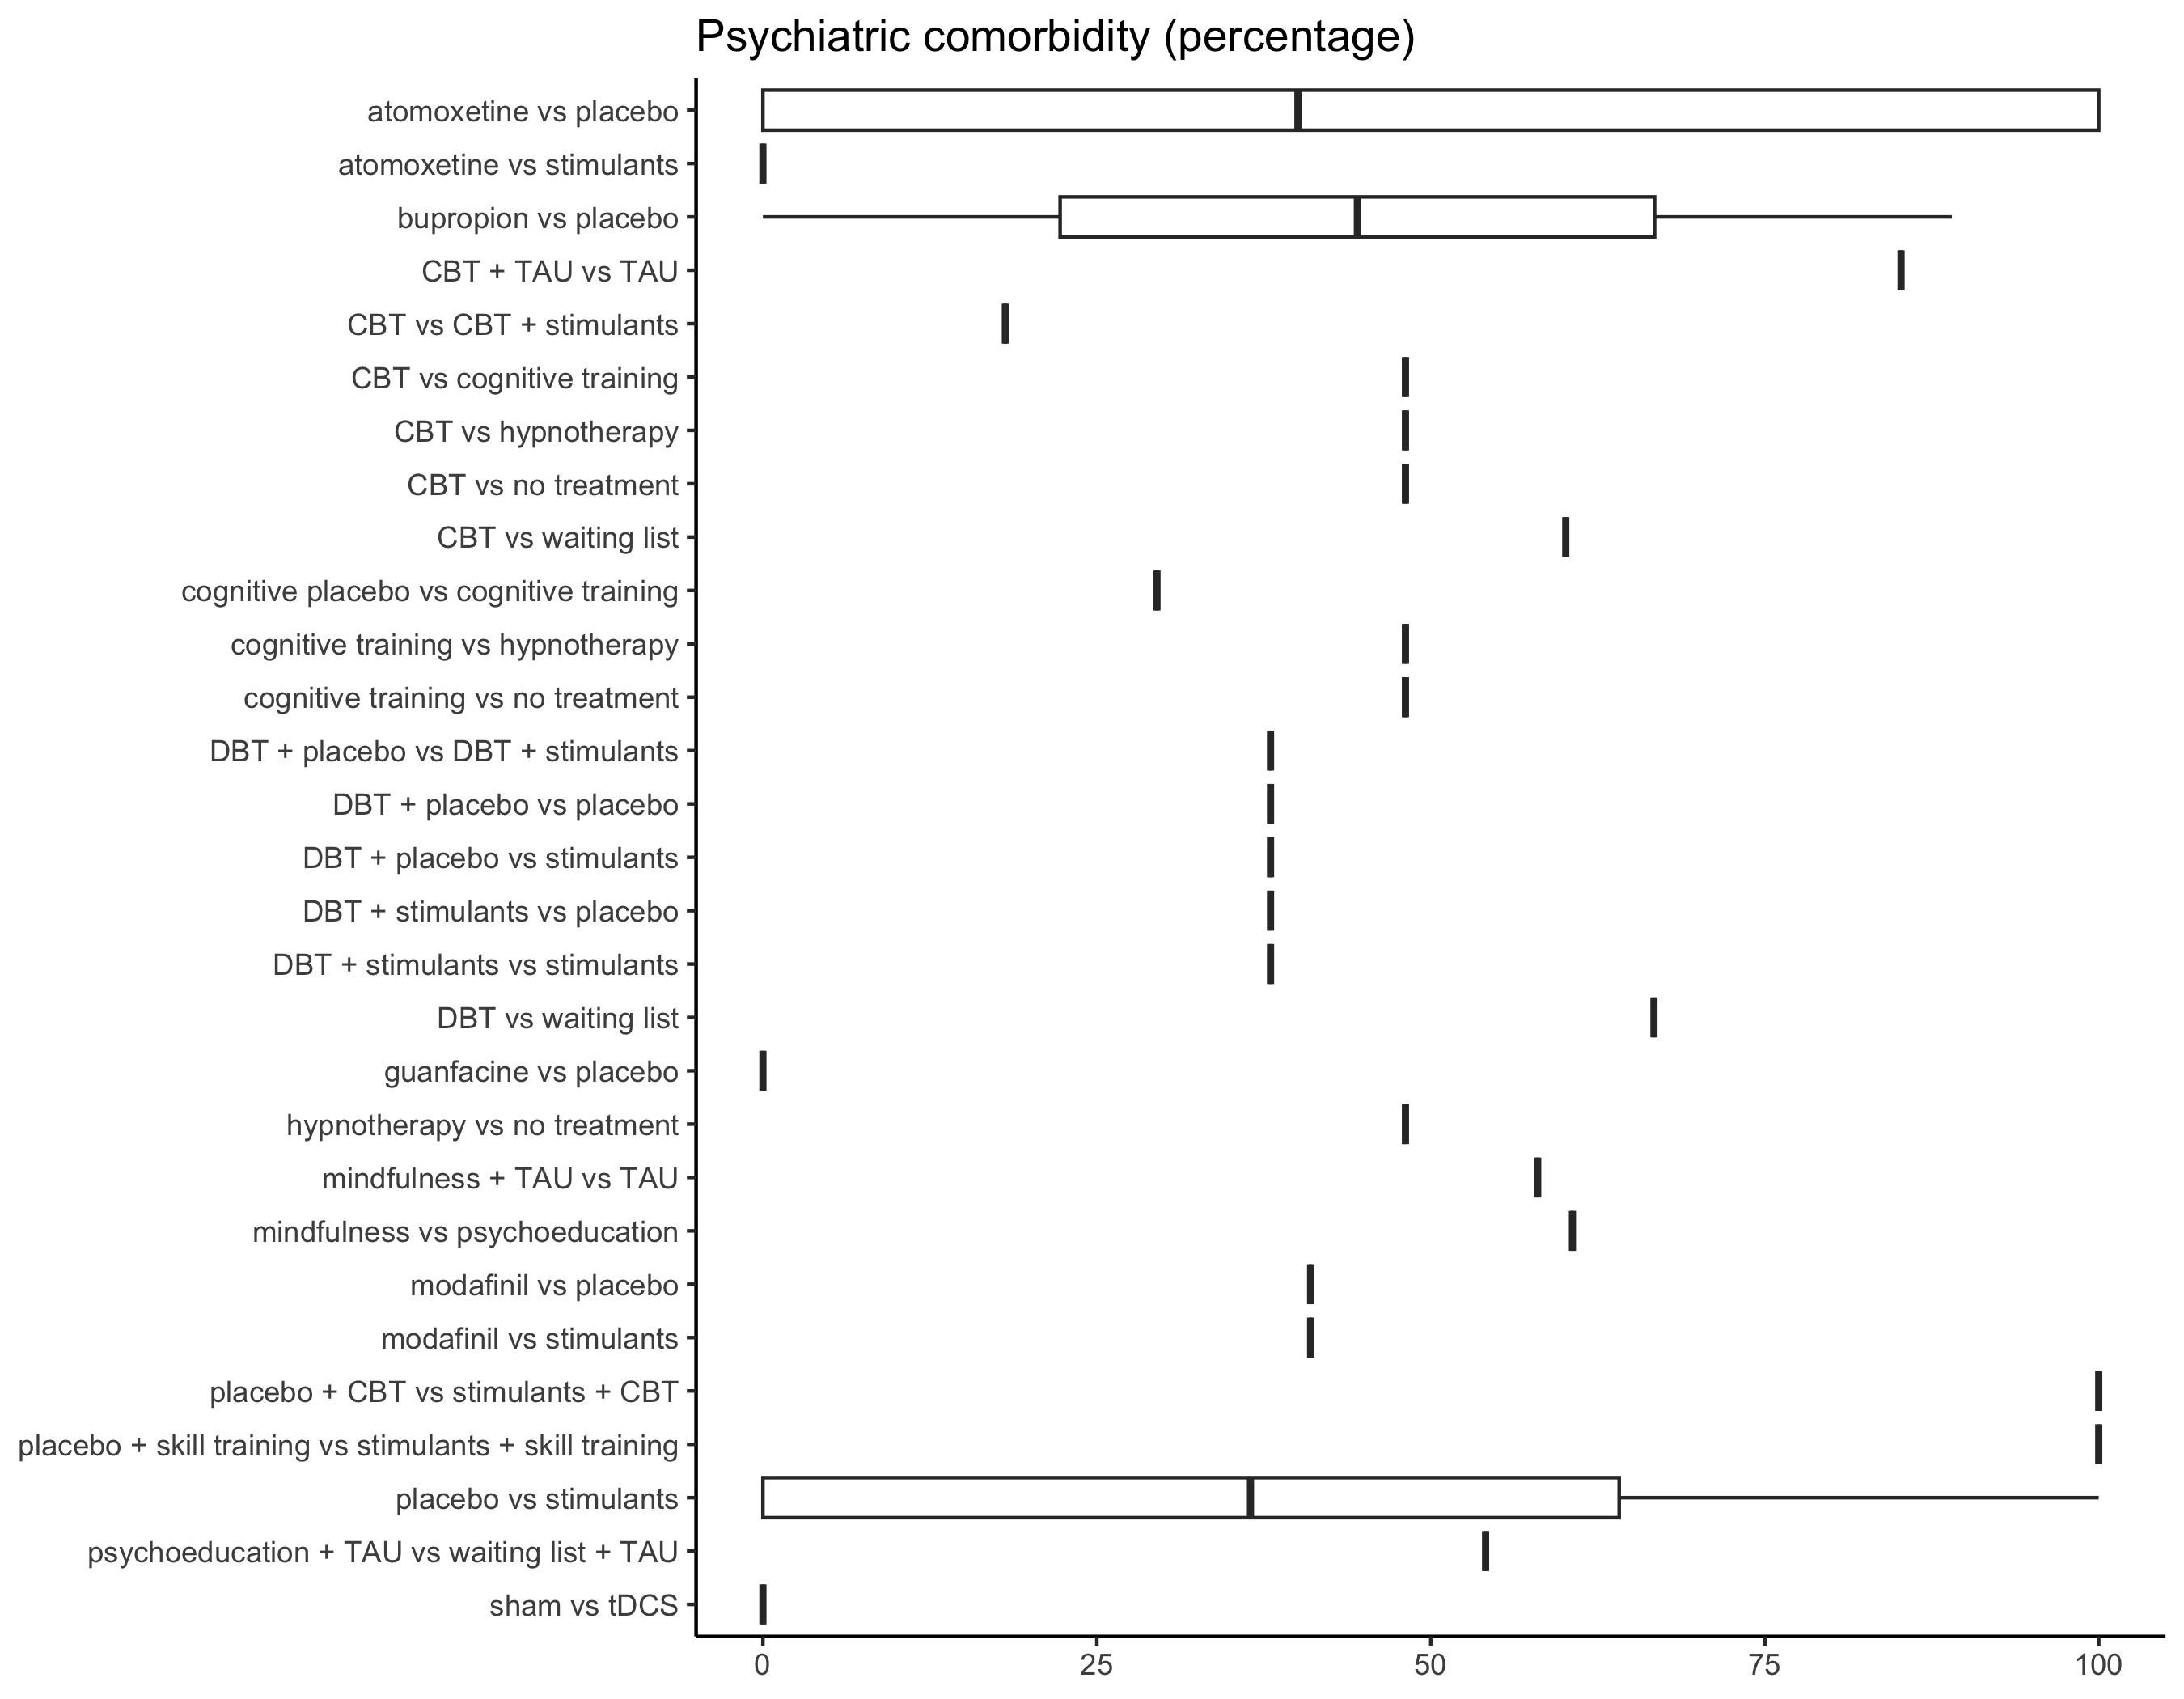 Psychiatric comorbidity (percentage)
atomoxetine vs placebo
atomoxetine vs stimulants
bupropion vs placebo
CBT + TAU vs TAU
CBT vs CBT + stimulants
CBT vs cognitive training
CBT vs hypnotherapy
CBT vs no treatment
CBT vs waiting list
cognitive placebo vs cognitive training
cognitive training vs hypnotherapy
cognitive training vs no treatment
DBT + placebo vs DBT + stimulants
DBT + placebo vs placebo
DBT + placebo vs stimulants
DBT + stimulants vs placebo
DBT + stimulants vs stimulants
DBT vs waiting list
guanfacine vs placebo
hypnotherapy vs no treatment
mindfulness + TAU vs TAU
mindfulness vs psychoeducation
modafinil vs placebo
modafinil vs stimulants
placebo + CBT vs stimulants + CBT
placebo + skill training vs stimulants + skill training
placebo vs stimulants
psychoeducation + TAU vs waiting list + TAU
sham vs tDCS
0 25 50 75 100